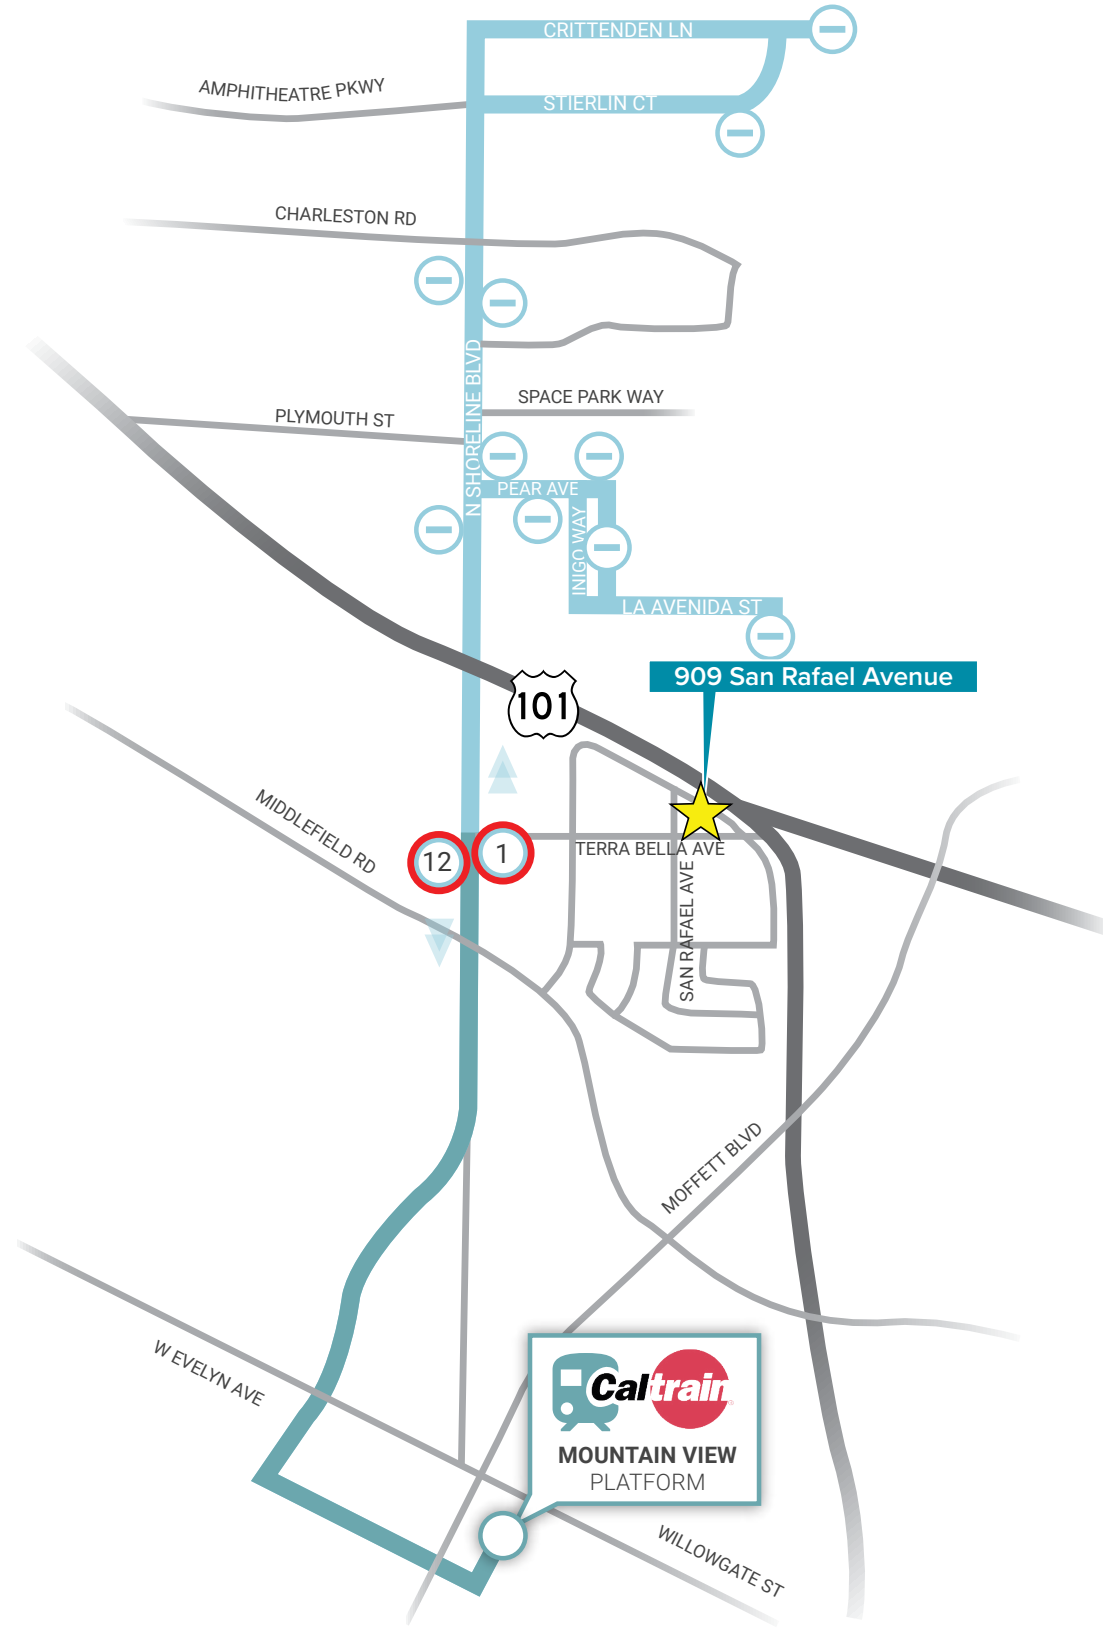 CRITTENDEN LN
AMPHITHEATRE PKWY
STIERLIN CT
CHARLESTON RD
N SHORELINE BLVD
SPACE PARK WAY
PLYMOUTH ST
PEAR AVE
INIGO WAY
LA AVENIDA ST
909 San Rafael Avenue
101
MIDDLEFIELD RD
12
1
TERRA BELLA AVE
SAN RAFAEL AVE
MOFFETT BLVD
W EVELYN AVE
Caltrain
MOUNTAIN VIEW
PLATFORM
WILLOWGATE ST